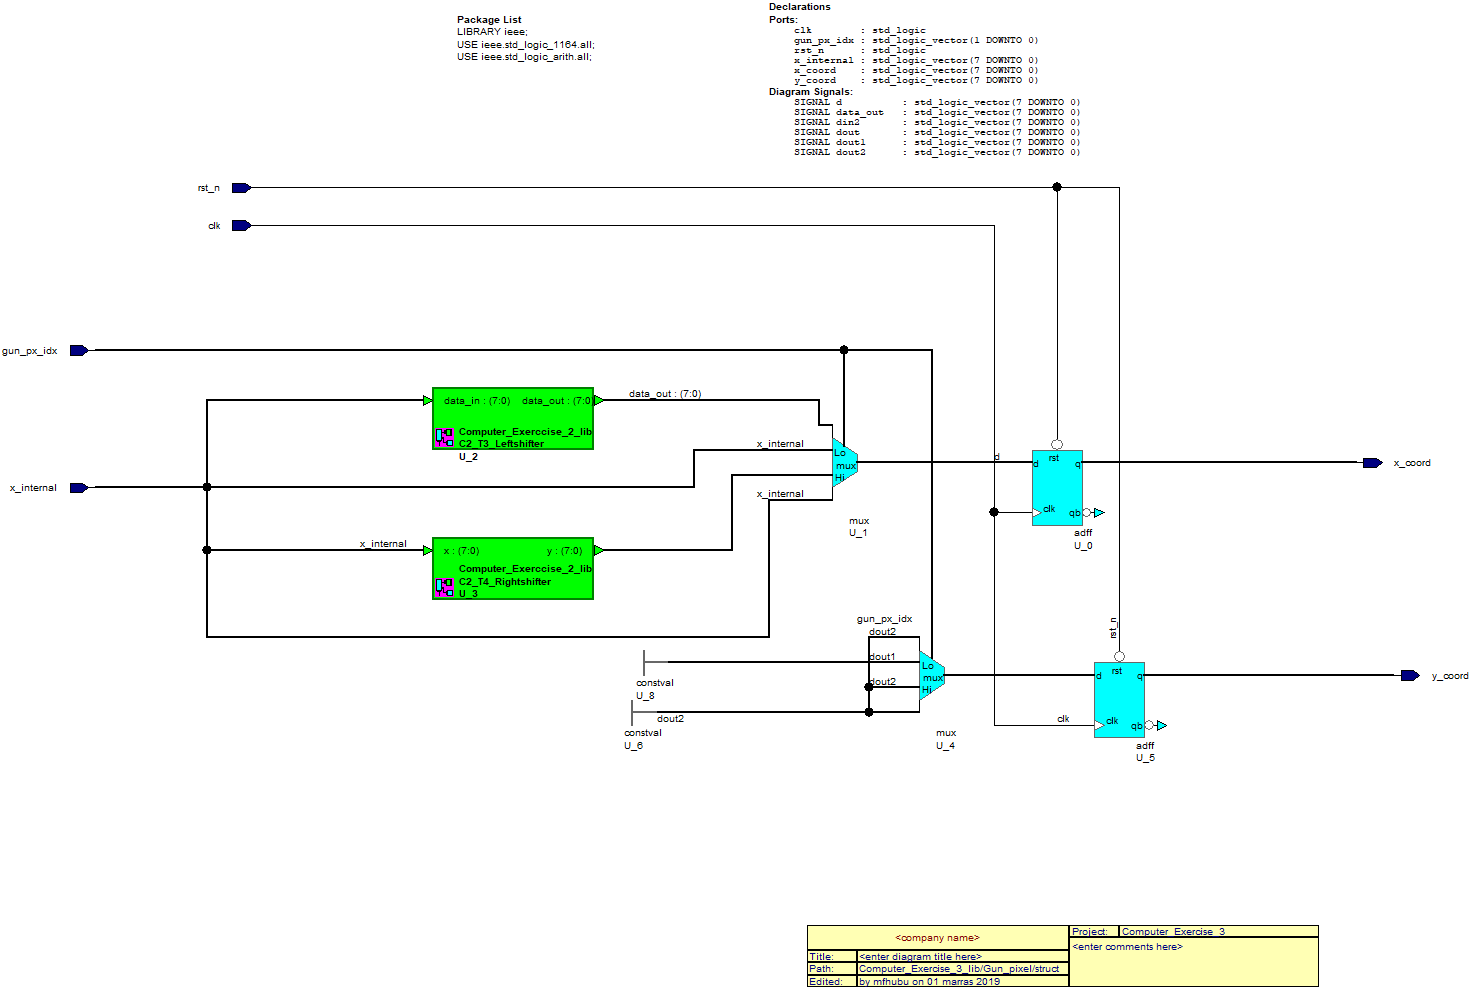 Package List
LIBRARY ieee;
USE ieee.std_logic_1164.all;
USE ieee.std_logic_arith.all;
Declarations
Ports:
clk : std_logic
gun_px_idx : std_logic_vector(1 DOWNTO 0)
rst_n : std_logic
x_internal : std_logic_vector(7 DOWNTO 0)
x_coord : std_logic_vector(7 DOWNTO 0)
y_coord : std_logic_vector(7 DOWNTO 0)
Diagram Signals:
SIGNAL d : std_logic_vector(7 DOWNTO 0)
SIGNAL data_out : std_logic_vector(7 DOWNTO 0)
SIGNAL din2 : std_logic_vector(7 DOWNTO 0)
SIGNAL dout : std_logic_vector(7 DOWNTO 0)
SIGNAL dout1 : std_logic_vector(7 DOWNTO 0)
SIGNAL dout2 : std_logic_vector(7 DOWNTO 0)
rst_n
clk
gun_px_idx
data_in : (7:0) data_out : (7:0
Computer_Exerccise_2_lib
C2_T3_Leftshifter
U_2
data_out : (7:0)
x_internal
x_internal
x_internal
x_internal
x : (7:0) y : (7:0)
Computer_Exerccise_2_lib
C2_T4_Rightshifter
U_3
Lo
mux
Hi
mux
U_1
d
rst
d q
clk
qb
adff
U_0
x_coord
gun_px_idx
dout2
dout1
dout2
dout2
constval
U_8
constval
U_6
Lo
mux
Hi
mux
U_4
rst_n
clk
rst
d q
clk
qb
adff
U_5
y_coord
<company name>
Title: <enter diagram title here>
Path: Computer_Exercise_3_lib/Gun_pixel/struct
Edited: by mfhubu on 01 marras 2019
Project: Computer_Exercise_3
<enter comments here>